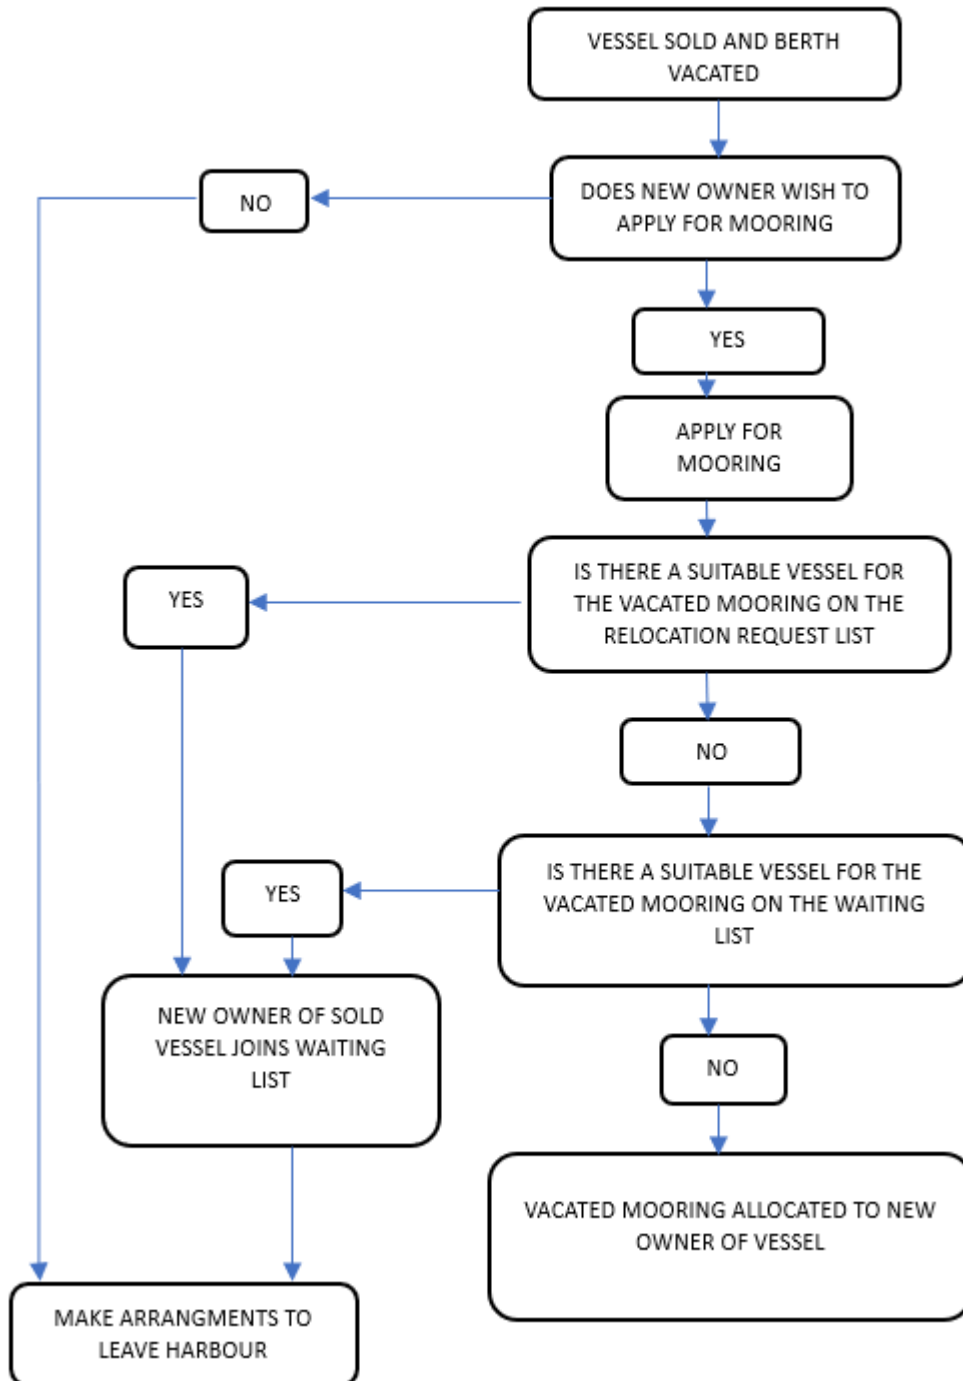 VESSEL SOLD AND BERTH
VACATED
DOES NEW OWNER WISH TO
APPLY FOR MOORING
NO
YES
APPLY FOR
MOORING
IS THERE A SUITABLE VESSEL FOR
THE VACATED MOORING ON THE
RELOCATION REQUEST LIST
YES
NO
IS THERE A SUITABLE VESSEL FOR THE
VACATED MOORING ON THE WAITING
LIST
YES
NEW OWNER OF SOLD
VESSEL JOINS WAITING
LIST
NO
VACATED MOORING ALLOCATED TO NEW
OWNER OF VESSEL
MAKE ARRANGMENTS TO
LEAVE HARBOUR